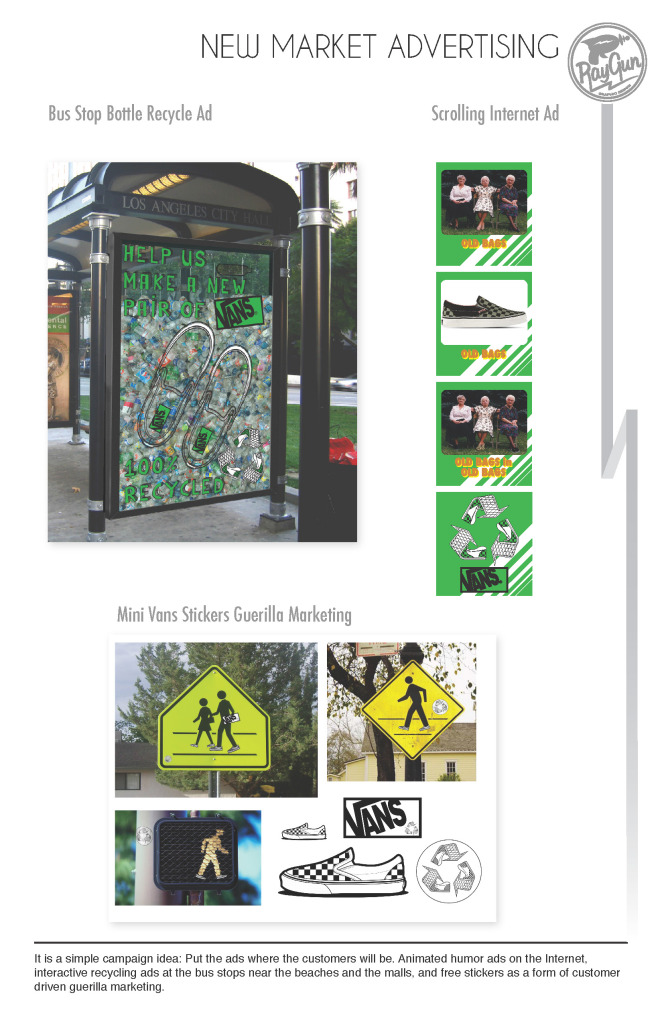 NEW MARKET ADVERTISING
RayGun
Bus Stop Bottle Recycle Ad
Scrolling Internet Ad
LOS ANGELES CITY HALL
HELP US
MAKE A NEW
PAIR OF VANS
VANS
VANS
100%
RECYCLED
OLD BAGS
OLD BAGS
OLD BAGS in
OLD BAGS
VANS
Mini Vans Stickers Guerilla Marketing
VANS
It is a simple campaign idea: Put the ads where the customers will be. Animated humor ads on the Internet,
interactive recycling ads at the bus stops near the beaches and the malls, and free stickers as a form of customer
driven guerilla marketing.